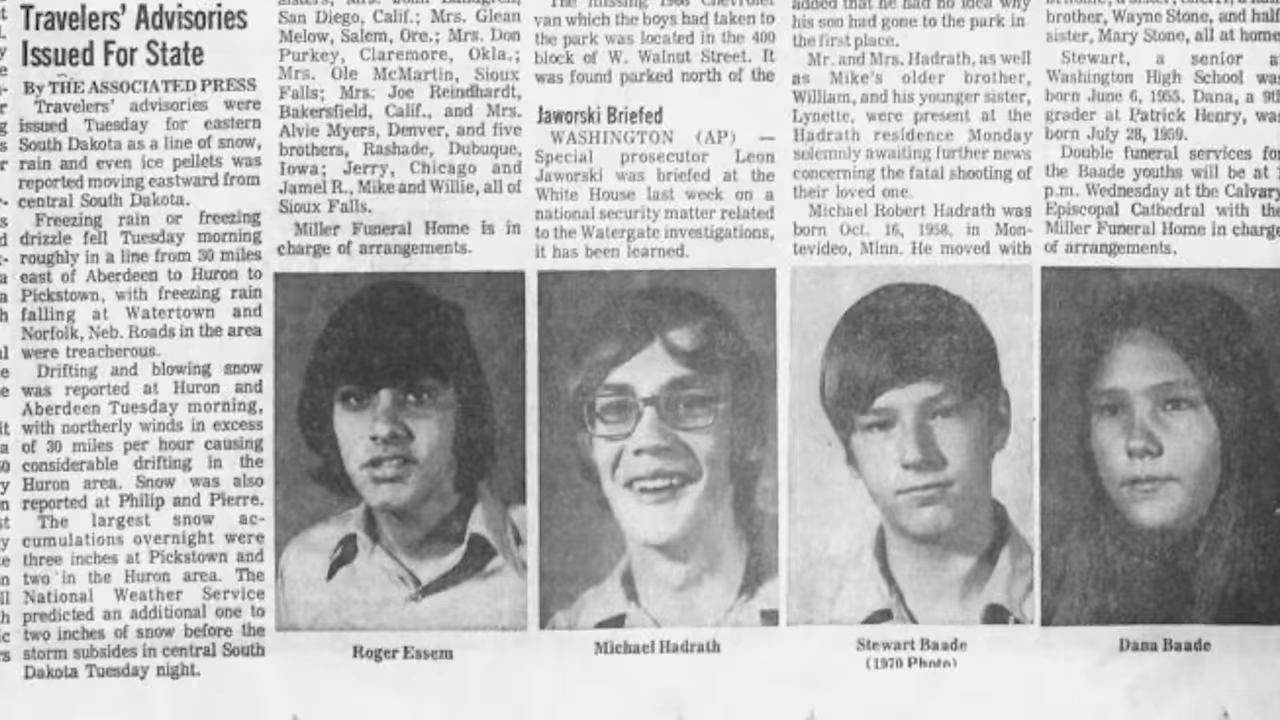 Travelers' Advisories
Issued For State
By THE ASSOCIATED PRESS
Travelers' advisories were
issued Tuesday for eastern
South Dakota as a line of snow,
rain and even ice pellets was
reported moving eastward from
central South Dakota.
Freezing rain or freezing
drizzle fell Tuesday morning
roughly in a line from 30 miles
east of Aberdeen to Huron to
Pickstown, with freezing rain
falling at Watertown and
Norfolk, Neb. Roads in the area
were treacherous.
Drifting and blowing snow
was reported at Huron and
Aberdeen Tuesday morning,
with northerly winds in excess
of 30 miles per hour causing
considerable drifting in the
Huron area. Snow was also
reported at Philip and Pierre.
The largest snow ac-
cumulations overnight were
three inches at Pickstown and
two in the Huron area. The
National Weather Service
predicted an additional one to
two inches of snow before the
storm subsides in central South
Dakota Tuesday night.
San Diego, Calif.; Mrs. Glean
Melow, Salem, Ore.; Mrs. Don
Purkey, Claremore, Okla.;
Mrs. Ole McMartin, Sioux
Falls; Mrs. Joe Reindhardt,
Bakersfield, Calif., and Mrs.
Alvie Myers, Denver, and five
brothers, Rashade, Dubuque,
Iowa; Jerry, Chicago and
Jamel R., Mike and Willie, all of
Sioux Falls.
Miller Funeral Home is in
charge of arrangements.
The missing 1966 Chevrolet
van which the boys had taken to
the park was located in the 400
block of W. Walnut Street. It
was found parked north of the
Jaworski Briefed
WASHINGTON (AP) —
Special prosecutor Leon
Jaworski was briefed at the
White House last week on a
national security matter related
to the Watergate investigations,
it has been learned.
added that he had no idea why
his son had gone to the park in
the first place.
Mr. and Mrs. Hadrath, as well
as Mike's older brother,
William, and his younger sister,
Lynette, were present at the
Hadrath residence Monday
solemnly awaiting further news
concerning the fatal shooting of
their loved one.
Michael Robert Hadrath was
born Oct. 16, 1958, in Mon-
tevideo, Minn. He moved with
brother, Wayne Stone, and half
sister, Mary Stone, all at home
Stewart, a senior a
Washington High School was
born June 6, 1955. Dana, a 9th
grader at Patrick Henry, was
born July 28, 1959.
Double funeral services for
the Baade youths will be at
p.m. Wednesday at the Calvary
Episcopal Cathedral with the
Miller Funeral Home in charge
of arrangements.
Roger Essem
Michael Hadrath
Stewart Baade
(1970 Photo)
Dana Baade